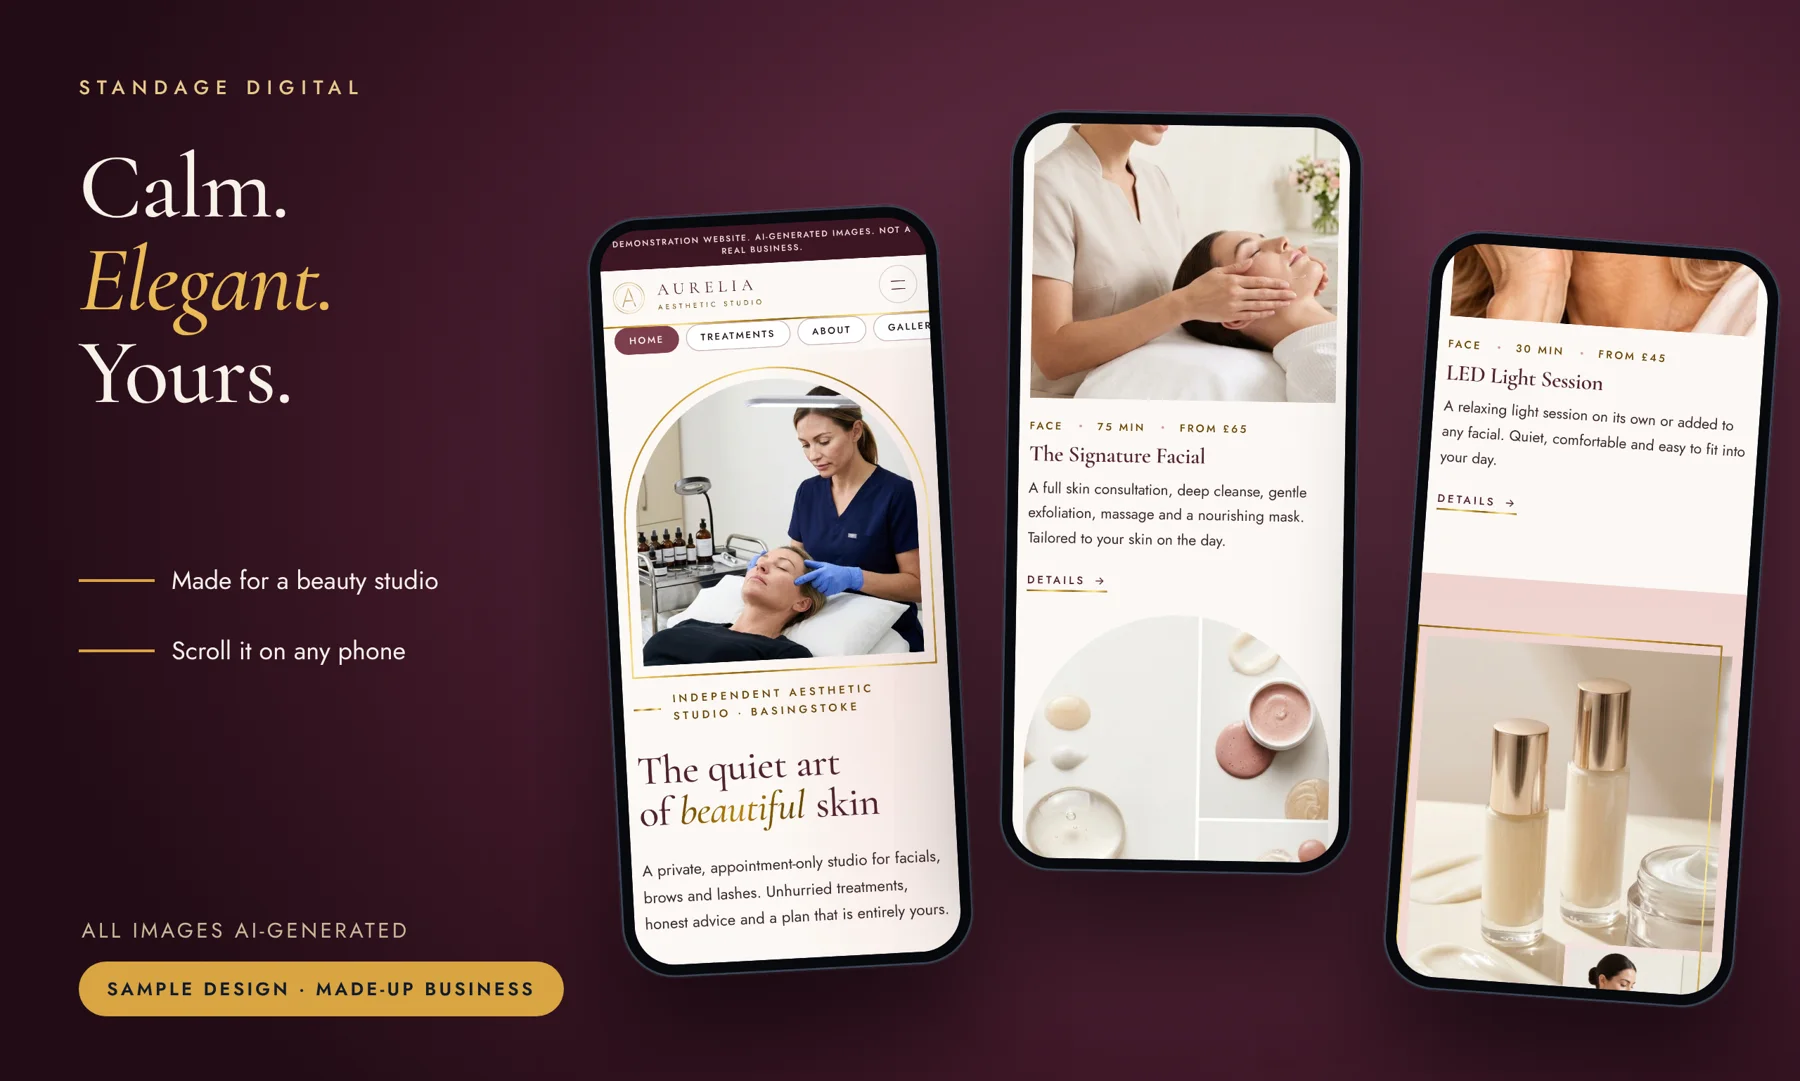 STANDAGE DIGITAL
Calm.
Elegant.
Yours.
Made for a beauty studio
Scroll it on any phone
ALL IMAGES AI-GENERATED
SAMPLE DESIGN · MADE-UP BUSINESS
DEMONSTRATION WEBSITE. AI-GENERATED IMAGES. NOT A
REAL BUSINESS.
A
AURELIA
AESTHETIC STUDIO
HOME
TREATMENTS
ABOUT
GALLER
INDEPENDENT AESTHETIC
STUDIO · BASINGSTOKE
The quiet art
of beautiful skin
A private, appointment-only studio for facials,
brows and lashes. Unhurried treatments,
honest advice and a plan that is entirely yours.
FACE • 75 MIN • FROM £65
The Signature Facial
A full skin consultation, deep cleanse, gentle
exfoliation, massage and a nourishing mask.
Tailored to your skin on the day.
DETAILS →
FACE • 30 MIN • FROM £45
LED Light Session
A relaxing light session on its own or added to
any facial. Quiet, comfortable and easy to fit into
your day.
DETAILS →